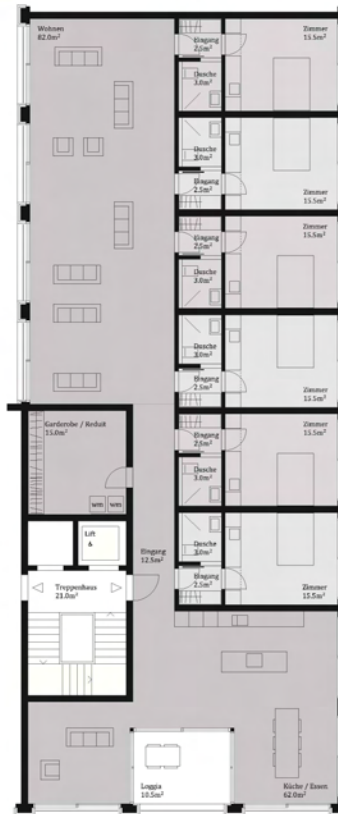 Wohnen
82.0m²
Eingang
2.5m²
Zimmer
15.5m²
Dusche
3.0m²
Dusche
3.0m²
Eingang
2.5m²
Zimmer
15.5m²
Eingang
2.5m²
Zimmer
15.5m²
Dusche
3.0m²
Dusche
3.0m²
Eingang
2.5m²
Zimmer
15.5m²
Eingang
2.5m²
Zimmer
15.5m²
Garderobe / Reduit
15.0m²
Dusche
3.0m²
wm wm
Lift
6
Dusche
3.0m²
Eingang
12.5m²
Eingang
2.5m²
Zimmer
15.5m²
Treppenhaus
21.0m²
Loggia
10.5m²
Küche / Essen
62.0m²